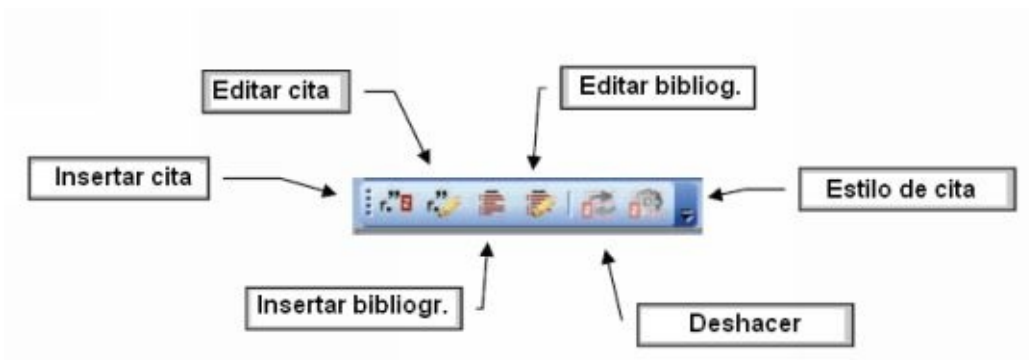 Editar cita
Editar bibliog.
Insertar cita
Estilo de cita
Insertar bibliogr.
Deshacer